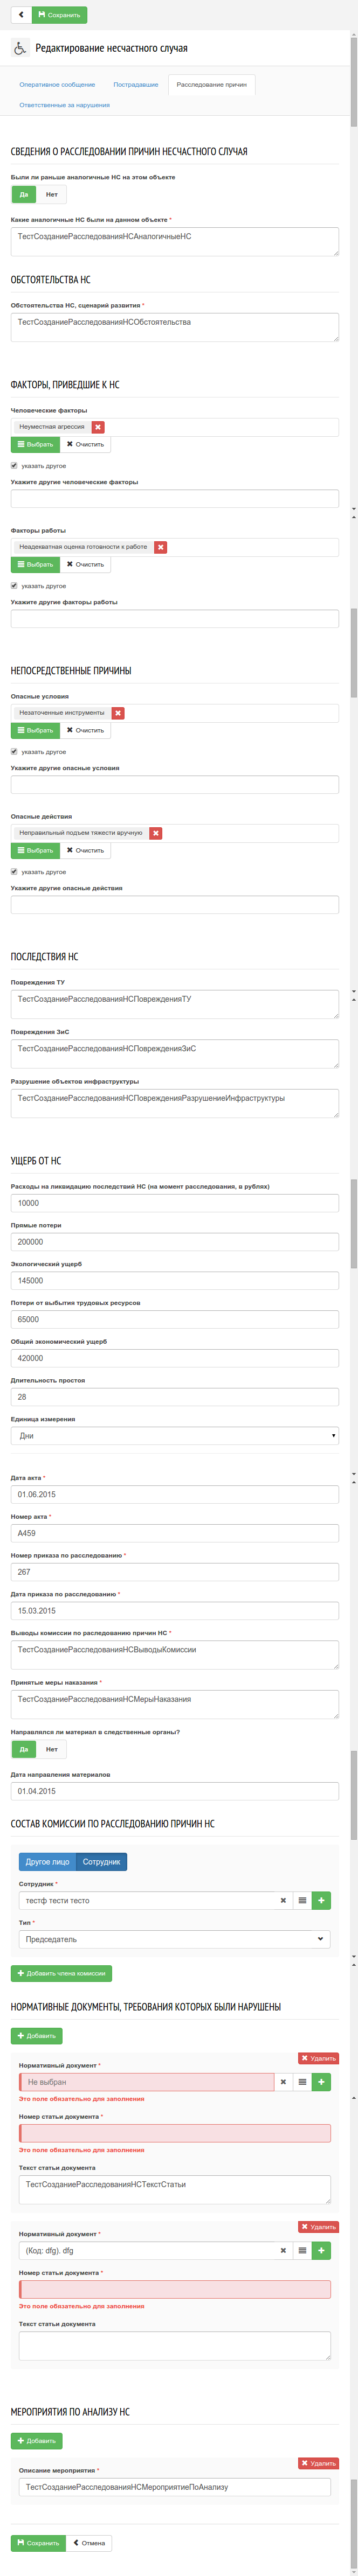 Сохранить
Редактирование несчастного случая
Оперативное сообщение Пострадавшие Расследование причин
Ответственные за нарушения
СВЕДЕНИЯ О РАССЛЕДОВАНИИ ПРИЧИН НЕСЧАСТНОГО СЛУЧАЯ
Были ли раньше аналогичные НС на этом объекте
Да Нет
Какие аналогичные НС были на данном объекте *
ТестСозданиеРасследованияНСАналогичныеНС
ОБСТОЯТЕЛЬСТВА НС
Обстоятельства НС, сценарий развития *
ТестСозданиеРасследованияНСОбстоятельства
ФАКТОРЫ, ПРИВЕДШИЕ К НС
Человеческие факторы
Неуместная агрессия
Выбрать Очистить
указать другое
Укажите другие человеческие факторы
Факторы работы
Неадекватная оценка готовности к работе
Выбрать Очистить
указать другое
Укажите другие факторы работы
НЕПОСРЕДСТВЕННЫЕ ПРИЧИНЫ
Опасные условия
Незаточенные инструменты
Выбрать Очистить
указать другое
Укажите другие опасные условия
Опасные действия
Неправильный подъем тяжести вручную
Выбрать Очистить
указать другое
Укажите другие опасные действия
ПОСЛЕДСТВИЯ НС
Повреждения ТУ
ТестСозданиеРасследованияНСПоврежденияТУ
Повреждения ЗиС
ТестСозданиеРасследованияНСПоврежденияЗиС
Разрушение объектов инфраструктуры
ТестСозданиеРасследованияНСПоврежденияРазрушениеИнфраструктуры
УЩЕРБ ОТ НС
Расходы на ликвидацию последствий НС (на момент расследования, в рублях)
10000
Прямые потери
200000
Экологический ущерб
145000
Потери от выбытия трудовых ресурсов
65000
Общий экономический ущерб
420000
Длительность простоя
28
Единица измерения
Дни
Дата акта *
01.06.2015
Номер акта *
А459
Номер приказа по расследованию *
267
Дата приказа по расследованию *
15.03.2015
Выводы комиссии по раследованию причин НС *
ТестСозданиеРасследованияНСВыводыКомиссии
Принятые меры наказания *
ТестСозданиеРасследованияНСМерыНаказания
Направлялся ли материал в следственные органы?
Да Нет
Дата направления материалов
01.04.2015
СОСТАВ КОМИССИИ ПО РАССЛЕДОВАНИЮ ПРИЧИН НС
Другое лицо Сотрудник
Сотрудник *
тестф тести тесто
Тип *
Председатель
Добавить члена комиссии
НОРМАТИВНЫЕ ДОКУМЕНТЫ, ТРЕБОВАНИЯ КОТОРЫХ БЫЛИ НАРУШЕНЫ
Добавить
Удалить
Нормативный документ *
Не выбран
Это поле обязательно для заполнения
Номер статьи документа *
Это поле обязательно для заполнения
Текст статьи документа
ТестСозданиеРасследованияНСТекстСтатьи
Удалить
Нормативный документ *
(Код: dfg). dfg
Номер статьи документа *
Это поле обязательно для заполнения
Текст статьи документа
МЕРОПРИЯТИЯ ПО АНАЛИЗУ НС
Добавить
Удалить
Описание мероприятия *
ТестСозданиеРасследованияНСМероприятиеПоАнализу
Сохранить Отмена